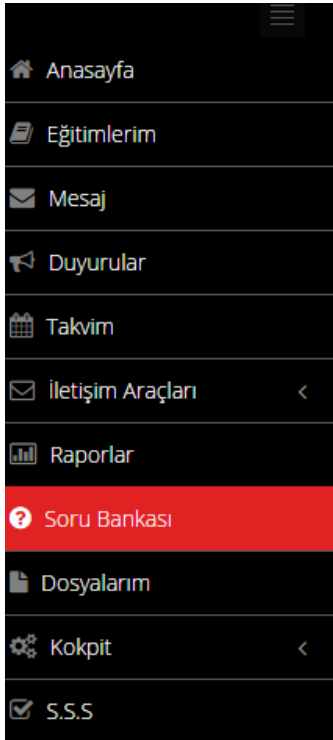 Anasayfa
Eğitimlerim
Mesaj
Duyurular
Takvim
İletişim Araçları
Raporlar
Soru Bankası
Dosyalarım
Kokpit
S.S.S